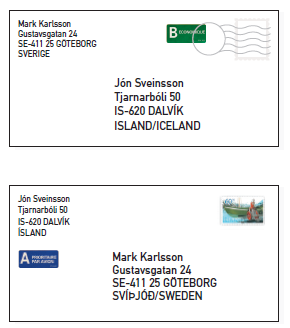 Mark Karlsson
Gustavsgatan 24
SE-411 25 GÖTEBORG
SVERIGE
B ECONOMIQUE
Jón Sveinsson
Tjarnarbóli 50
IS-620 DALVÍK
ISLAND/ICELAND
Jón Sveinsson
Tjarnarbóli 50
IS-620 DALVÍK
ÍSLAND
A PRIORITAIRE
PAR AVION
Mark Karlsson
Gustavsgatan 24
SE-411 25 GÖTEBORG
SVÍÞJÓÐ/SWEDEN